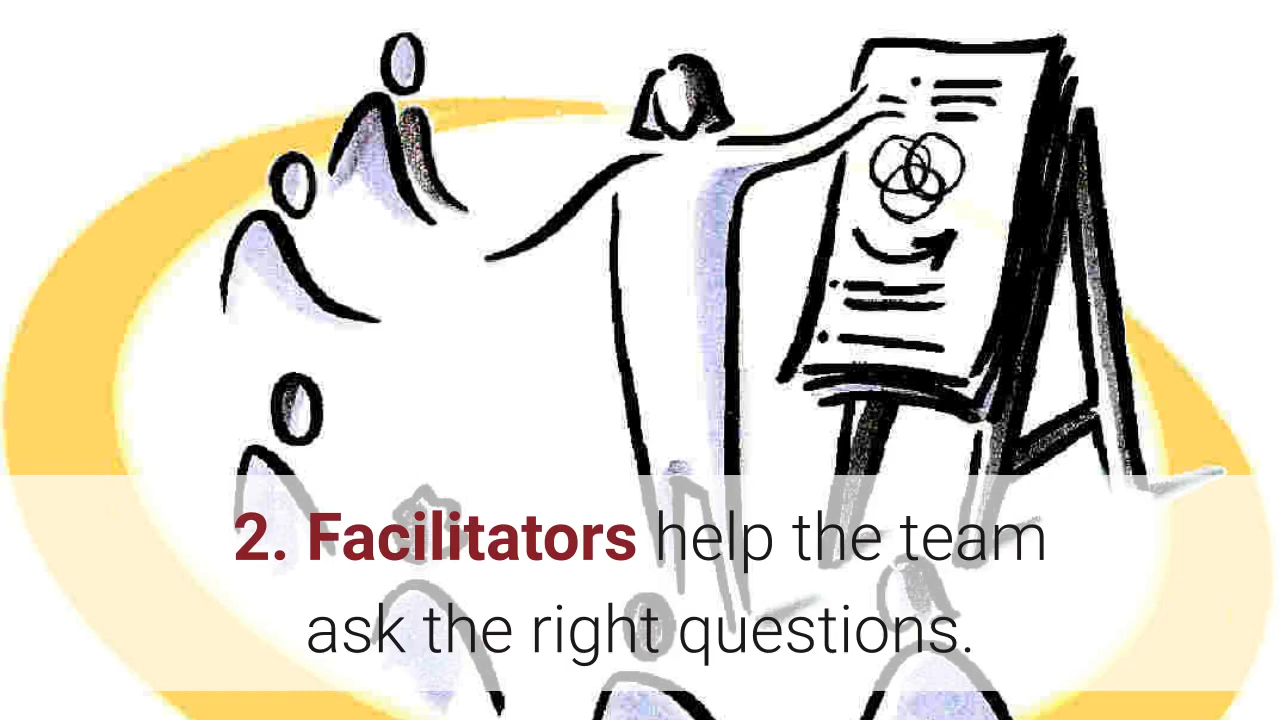 2. Facilitators help the team
ask the right questions.